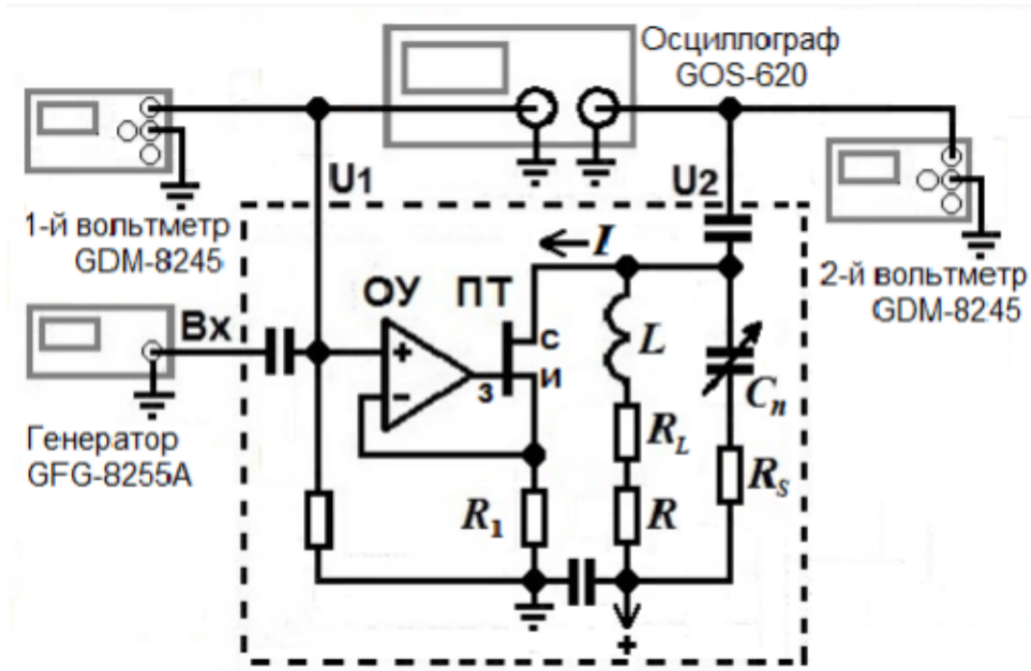 Осциллограф
GOS-620
U1
U2
1-й вольтметр
GDM-8245
I
2-й вольтметр
GDM-8245
ОУ ПТ
Вх
+
-
С
И
З
L
Cn
Генератор
GFG-8255A
RL
R1
R
RS
+